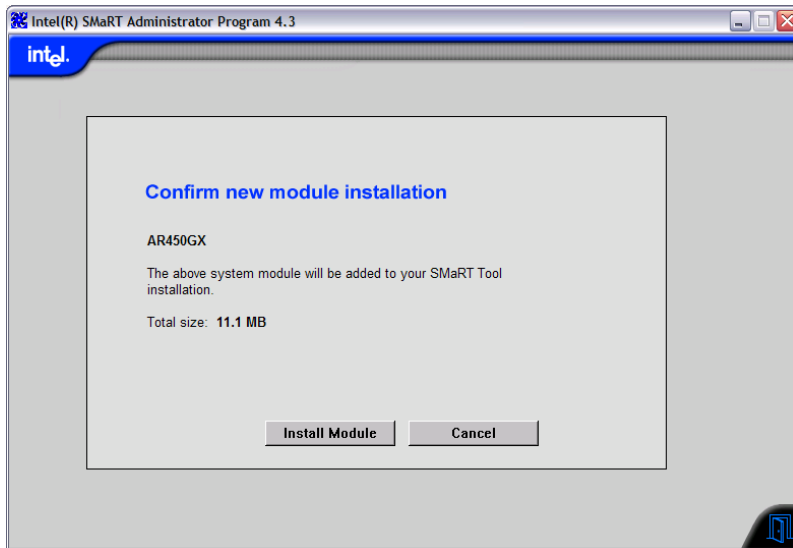 Intel(R) SMaRT Administrator Program 4.3
intel.
Confirm new module installation
AR450GX
The above system module will be added to your SMaRT Tool
installation.
Total size: 11.1 MB
Install Module
Cancel